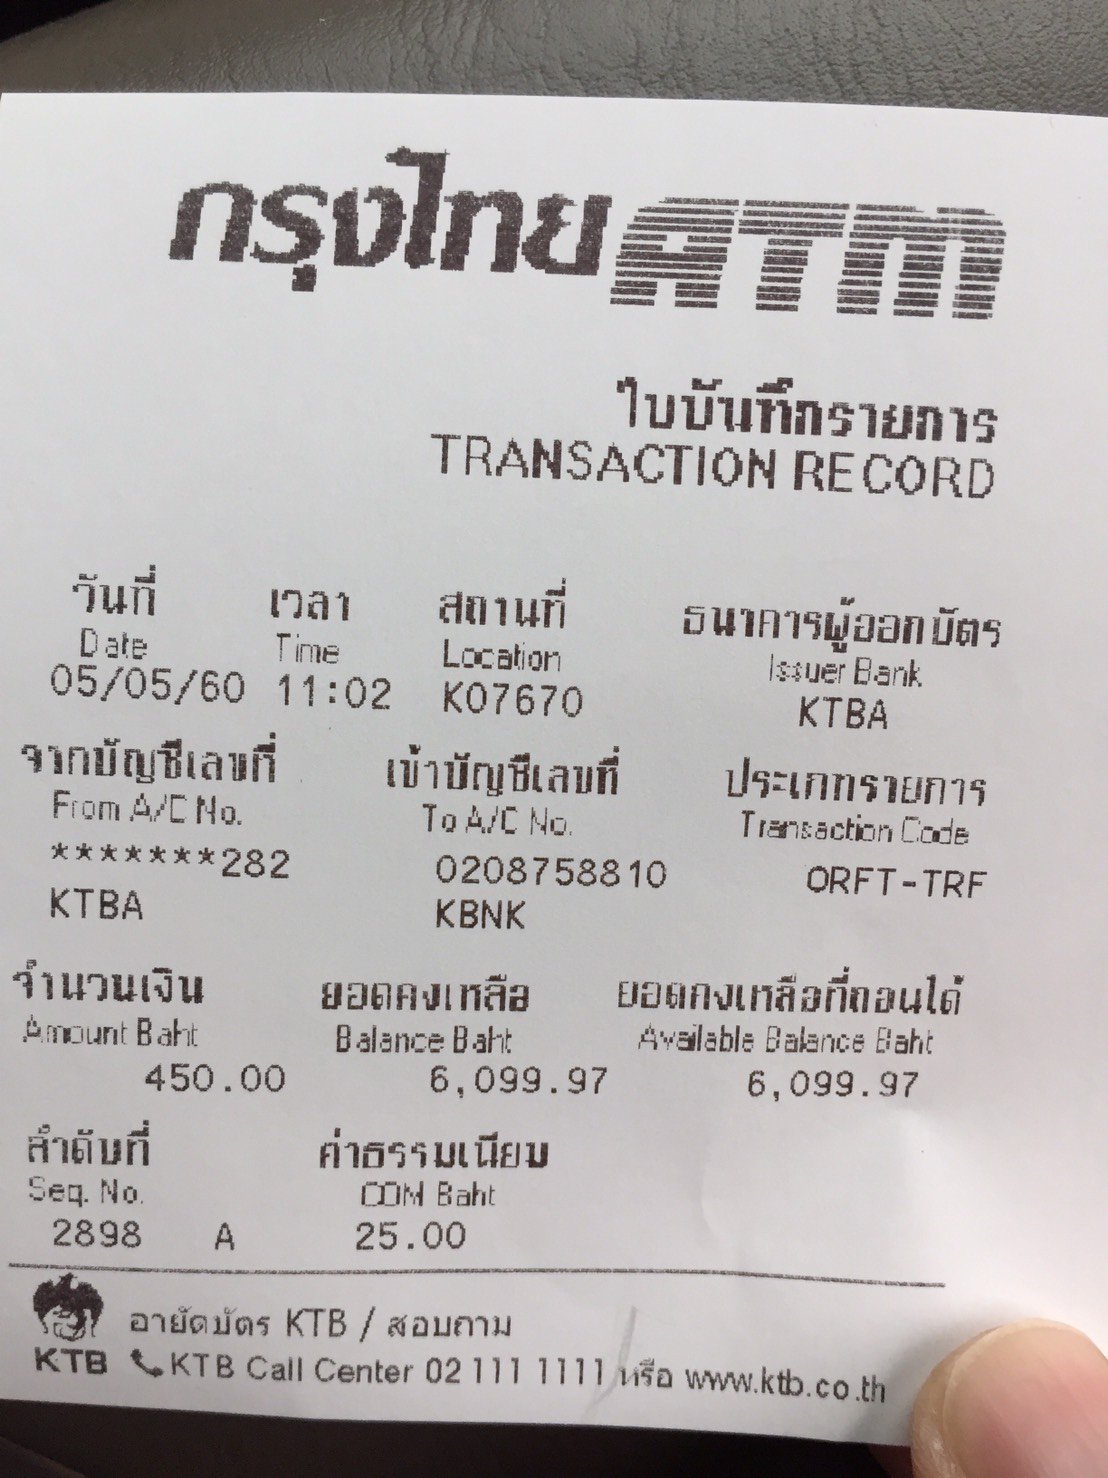 กรุงไทย ATM
ใบบันทึกรายการ
TRANSACTION RECORD
วันที่ เวลา สถานที่ ธนาคารผู้ออกบัตร
Date Time Location Issuer Bank
05/05/60 11:02 K07670 KTBA
จากบัญชีเลขที่ เข้าบัญชีเลขที่ ประเภทรายการ
From A/C No. To A/C No. Transaction Code
*******282 0208758810 ORFT-TRF
KTBA KBNK
จำนวนเงิน ยอดคงเหลือ ยอดคงเหลือที่ถอนได้
Amount Baht Balance Baht Available Balance Baht
450.00 6,099.97 6,099.97
ลำดับที่ ค่าธรรมเนียม
Seq. No. COM Baht
2898 A 25.00
อายัดบัตร KTB / สอบถาม
KTB KTB Call Center 02 111 1111 หรือ www.ktb.co.th